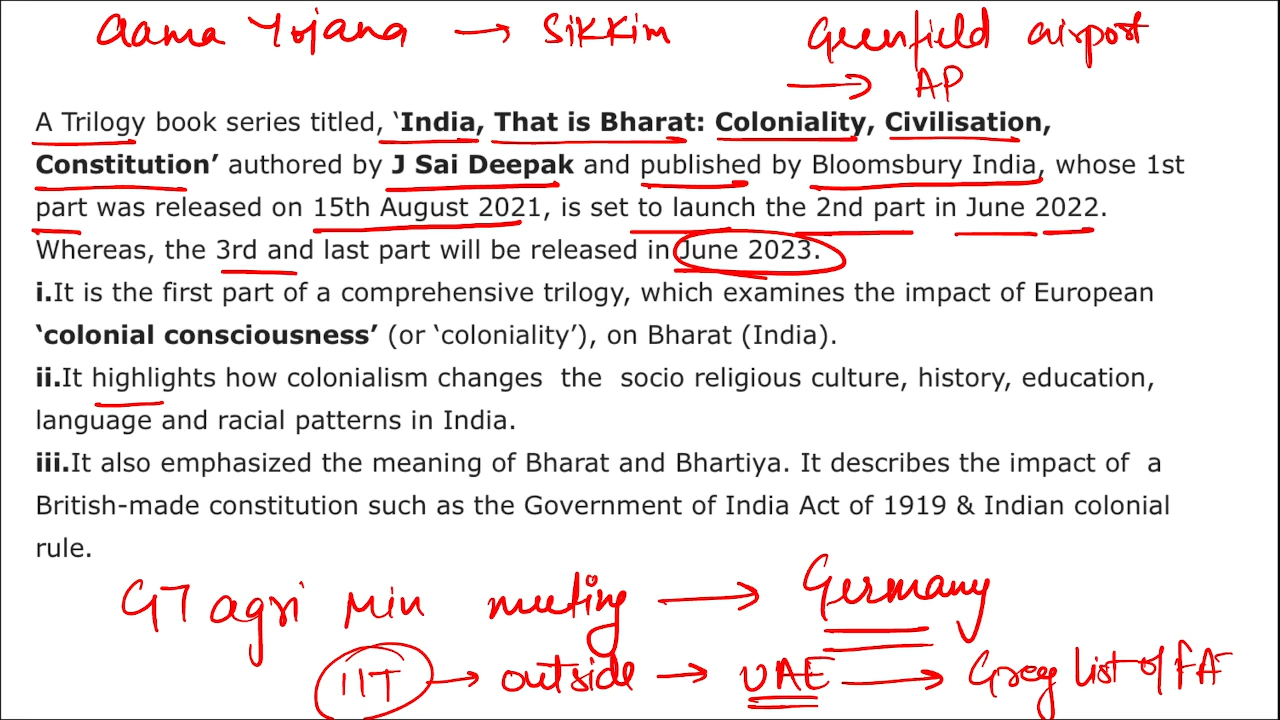 aama Yojana → Sikkim
Greenfield airport
→ AP
A Trilogy book series titled, ‘India, That is Bharat: Coloniality, Civilisation,
Constitution’ authored by J Sai Deepak and published by Bloomsbury India, whose 1st
part was released on 15th August 2021, is set to launch the 2nd part in June 2022.
Whereas, the 3rd and last part will be released in June 2023.
i.It is the first part of a comprehensive trilogy, which examines the impact of European
‘colonial consciousness’ (or ‘coloniality’), on Bharat (India).
ii.It highlights how colonialism changes the socio religious culture, history, education,
language and racial patterns in India.
iii.It also emphasized the meaning of Bharat and Bhartiya. It describes the impact of a
British-made constitution such as the Government of India Act of 1919 & Indian colonial
rule.
G7 agri Min meeting → Germany
IIT → outside → UAE → Grey list of FAT